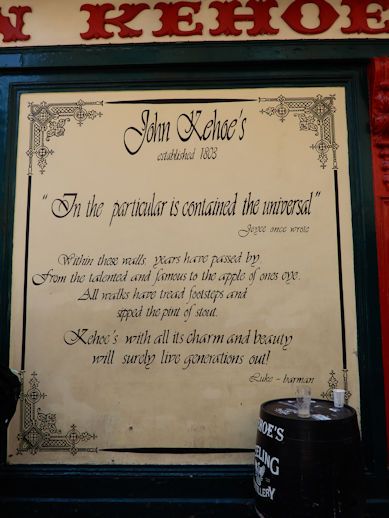 N KEHOE
John Kehoe's
established 1803
"In the particular is contained the universal"
Joyce once wrote
Within these walls, years have passed by
From the talented and famous to the apple of ones eye.
All walks have tread footsteps and
sipped the pint of stout.
Kehoe's with all its charm and beauty
will surely live generations out!
Luke - barman
HOE'S
ELING
LLERY